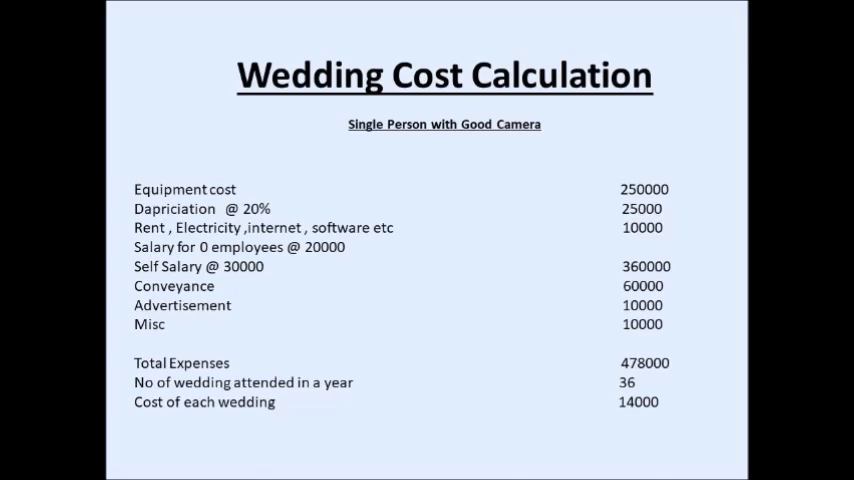 Wedding Cost Calculation
Single Person with Good Camera
Equipment cost 250000
Dapriciation @ 20% 25000
Rent , Electricity ,internet , software etc 10000
Salary for 0 employees @ 20000
Self Salary @ 30000 360000
Conveyance 60000
Advertisement 10000
Misc 10000
Total Expenses 478000
No of wedding attended in a year 36
Cost of each wedding 14000